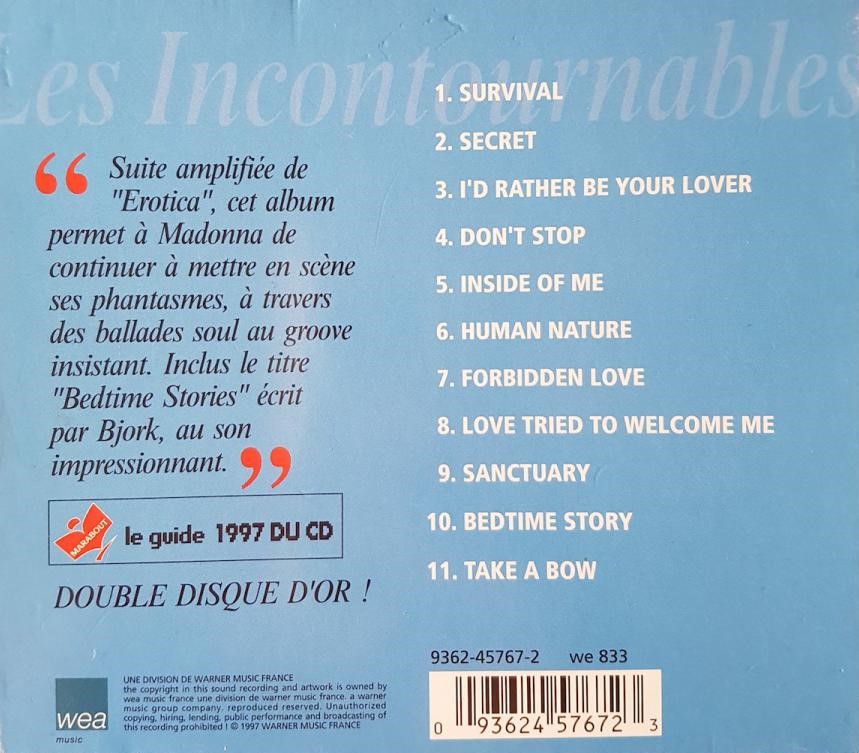 Les Incontournables
“ Suite amplifiée de
"Erotica", cet album
permet à Madonna de
continuer à mettre en scène
ses phantasmes, à travers
des ballades soul au groove
insistant. Inclus le titre
"Bedtime Stories" écrit
par Bjork, au son
impressionnant. ”
MARABOUT
le guide 1997 DU CD
DOUBLE DISQUE D'OR !
1. SURVIVAL
2. SECRET
3. I'D RATHER BE YOUR LOVER
4. DON'T STOP
5. INSIDE OF ME
6. HUMAN NATURE
7. FORBIDDEN LOVE
8. LOVE TRIED TO WELCOME ME
9. SANCTUARY
10. BEDTIME STORY
11. TAKE A BOW
9362-45767-2 we 833
0 93624 57672 3
wea
music
UNE DIVISION DE WARNER MUSIC FRANCE
the copyright in this sound recording and artwork is owned by
wea music france une division de warner music france. a warner
music group company. reproduced reserved. Unauthorized
copying, hiring, lending, public performance and broadcasting of
this recording prohibited ! © 1997 WARNER MUSIC FRANCE